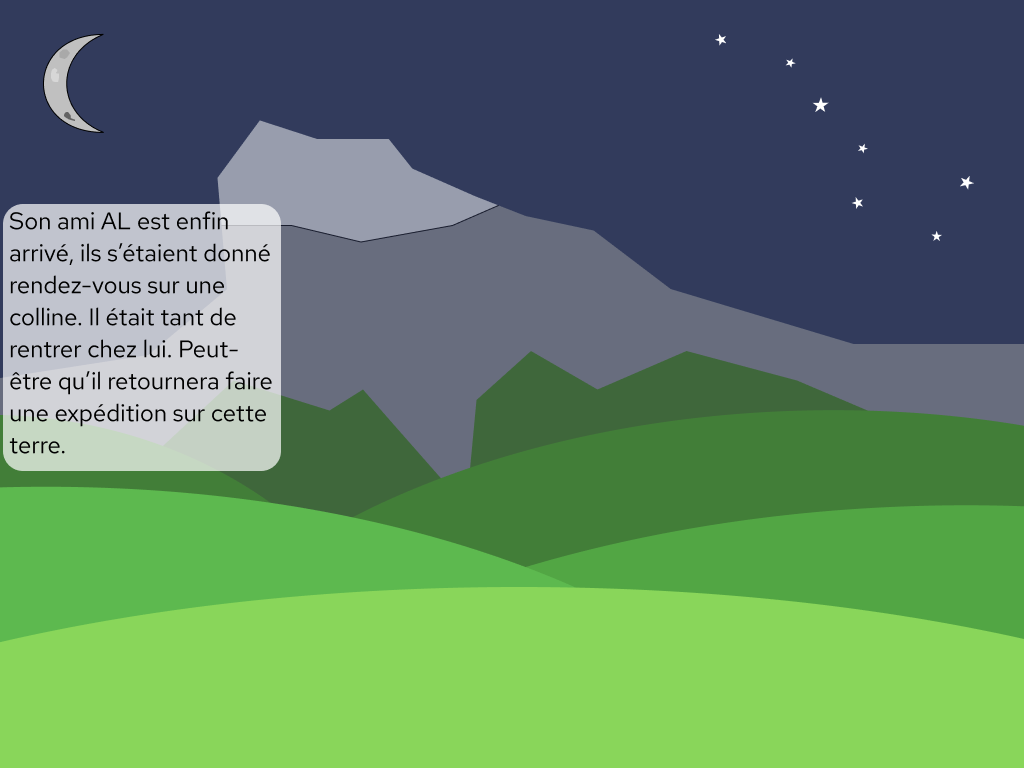 Son ami AL est enfin
arrivé, ils s’étaient donné
rendez-vous sur une
colline. Il était tant de
rentrer chez lui. Peut-
être qu’il retournera faire
une expédition sur cette
terre.